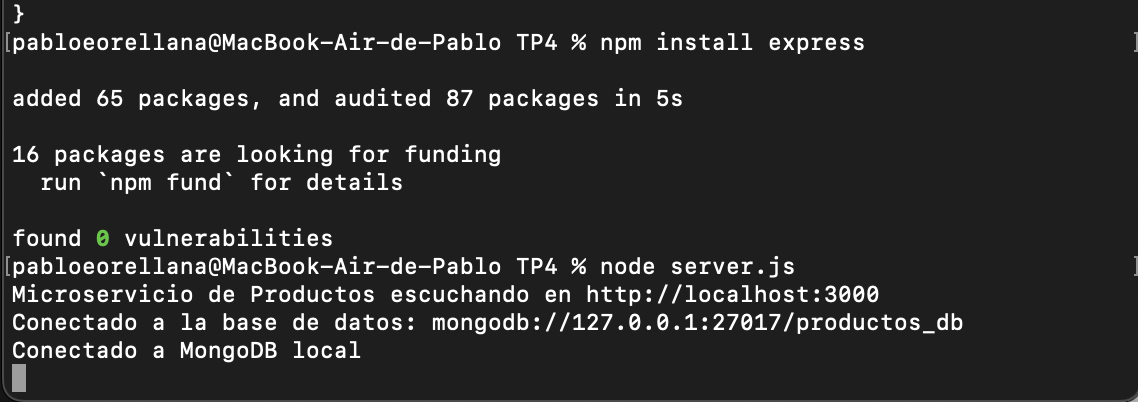 }
[pabloeorellana@MacBook-Air-de-Pablo TP4 % npm install express ]
added 65 packages, and audited 87 packages in 5s
16 packages are looking for funding
run `npm fund` for details
found 0 vulnerabilities
[pabloeorellana@MacBook-Air-de-Pablo TP4 % node server.js ]
Microservicio de Productos escuchando en http://localhost:3000
Conectado a la base de datos: mongodb://127.0.0.1:27017/productos_db
Conectado a MongoDB local